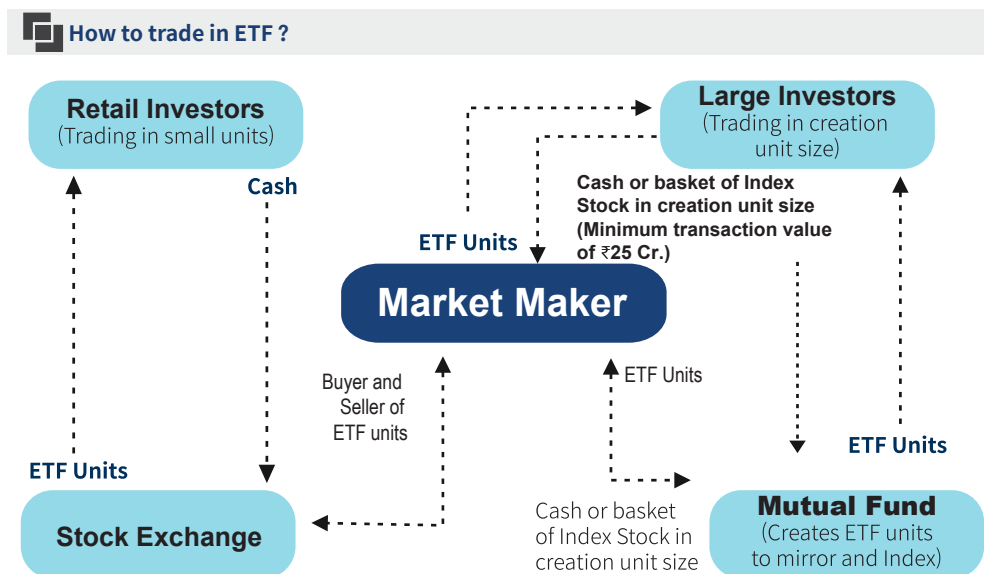 How to trade in ETF ?
Retail Investors
(Trading in small units)
Large Investors
(Trading in creation
unit size)
Cash
Cash or basket of Index
Stock in creation unit size
(Minimum transaction value
of ₹25 Cr.)
ETF Units
Market Maker
Buyer and
Seller of
ETF units
ETF Units
ETF Units
ETF Units
Stock Exchange
Cash or basket
of Index Stock in
creation unit size
Mutual Fund
(Creates ETF units
to mirror and Index)